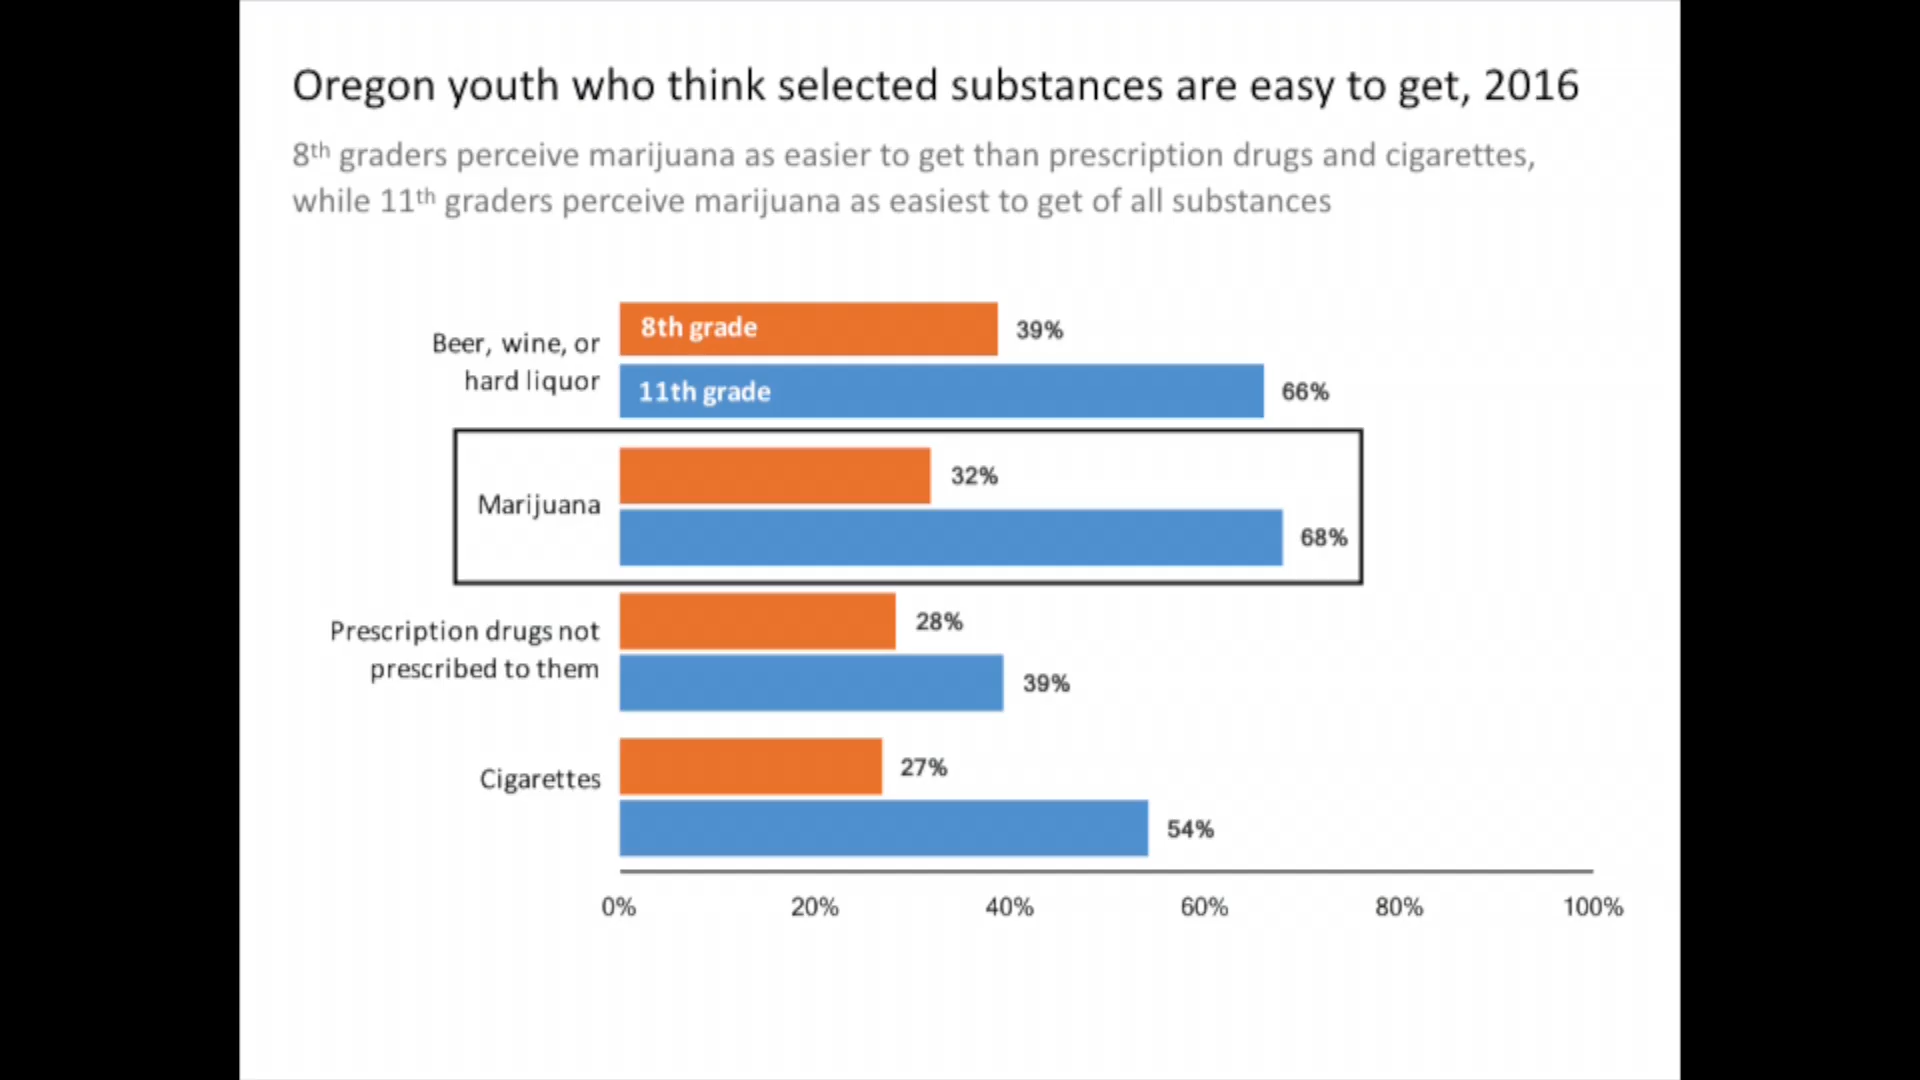 Oregon youth who think selected substances are easy to get, 2016
8th graders perceive marijuana as easier to get than prescription drugs and cigarettes,
while 11th graders perceive marijuana as easiest to get of all substances
Beer, wine, or
hard liquor
8th grade
39%
11th grade
66%
Marijuana
32%
68%
Prescription drugs not
prescribed to them
28%
39%
Cigarettes
27%
54%
0% 20% 40% 60% 80% 100%